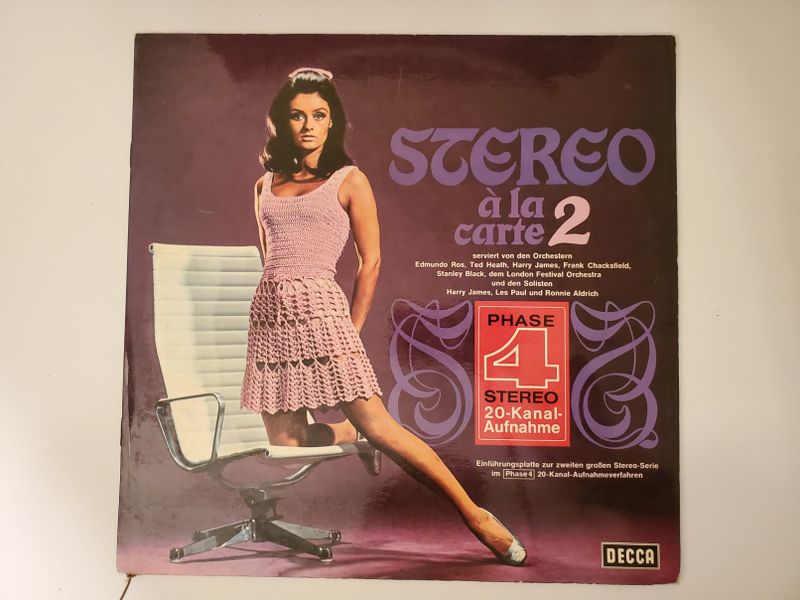 STEREO
à la
carte 2
serviert von den Orchestern
Edmundo Ros, Ted Heath, Harry James, Frank Chacksfield,
Stanley Black, dem London Festival Orchestra
und den Solisten
Harry James, Les Paul und Ronnie Aldrich
PHASE
4
STEREO
20-Kanal-
Aufnahme
Einführungsplatte zur zweiten großen Stereo-Serie
im Phase 4 20-Kanal-Aufnahmeverfahren
DECCA